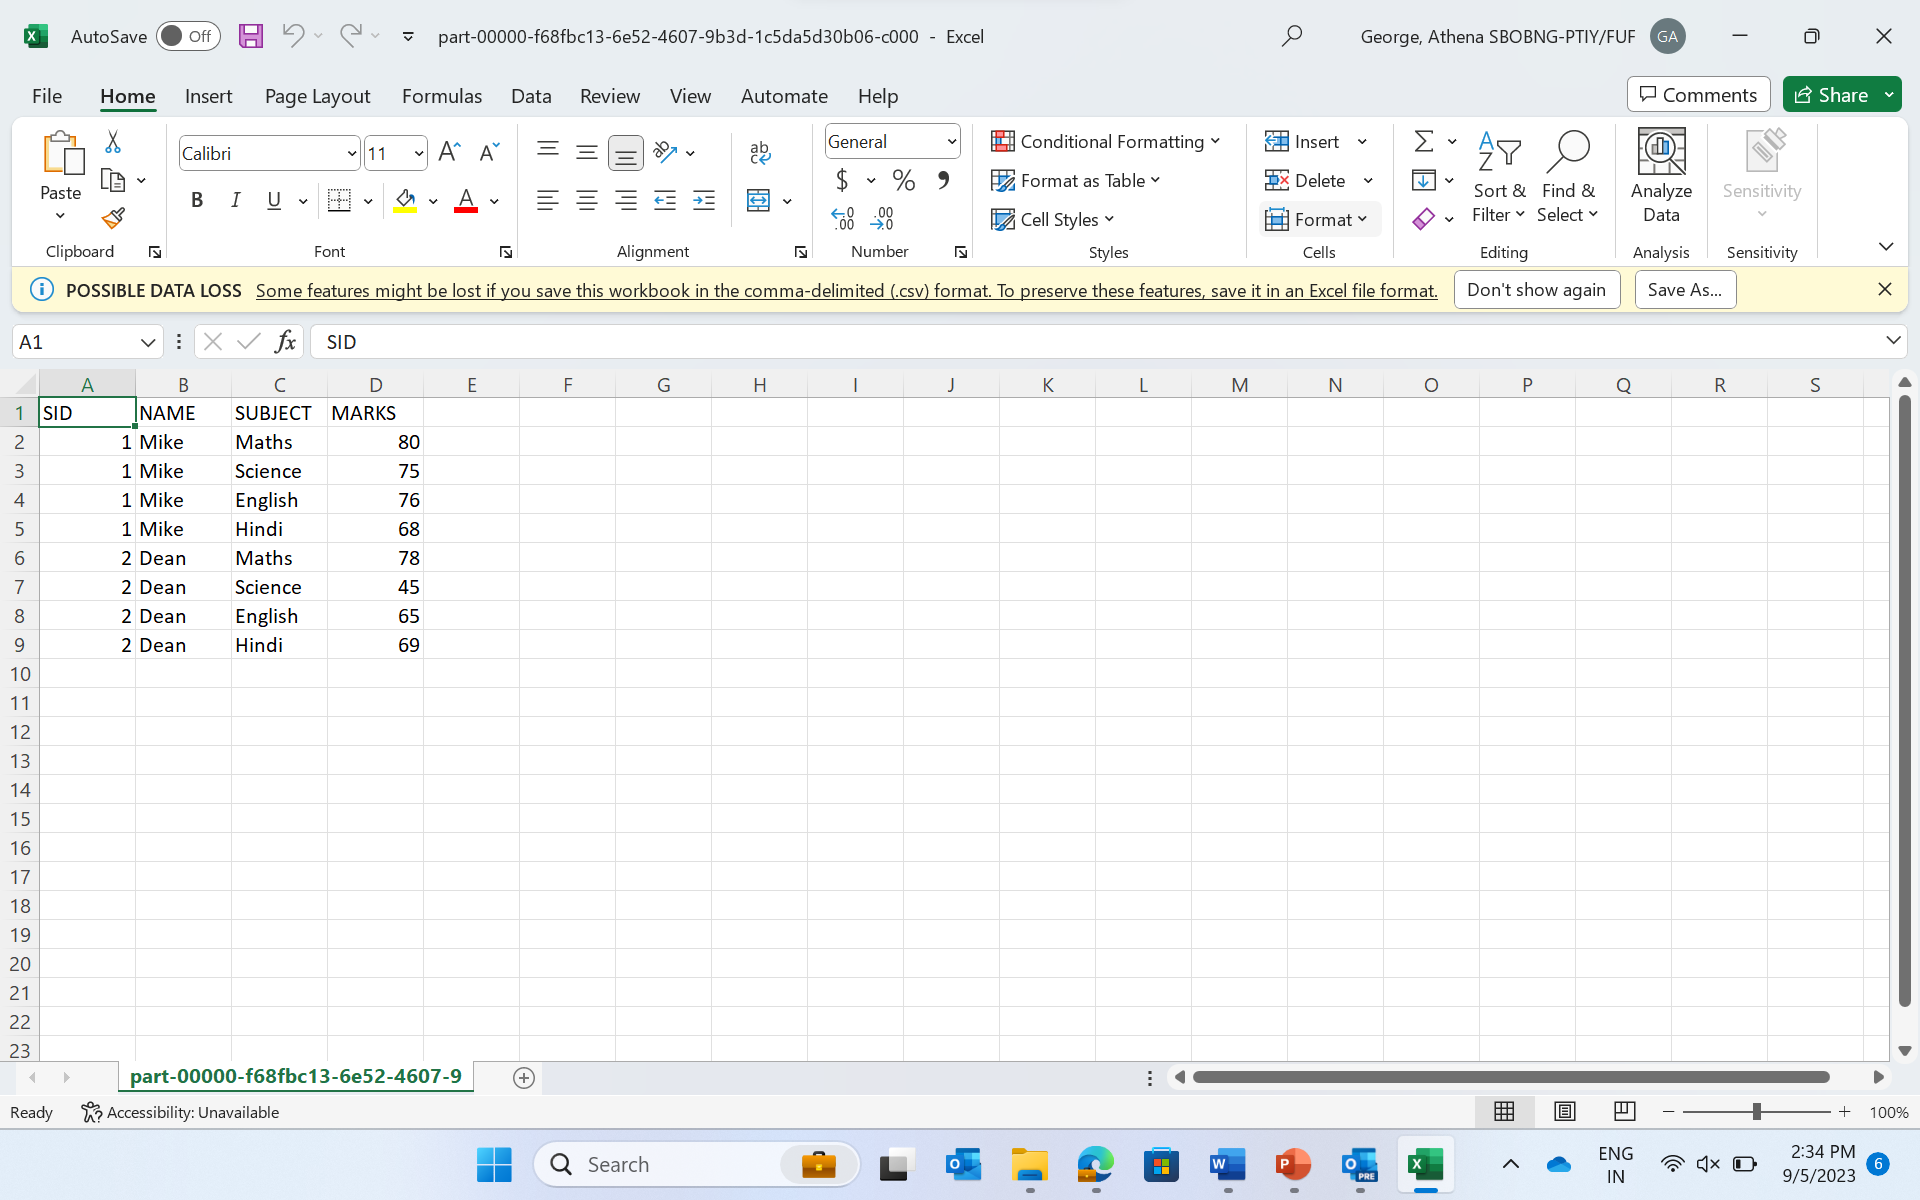 AutoSave Off part-00000-f68fbc13-6e52-4607-9b3d-1c5da5d30b06-c000 - Excel George, Athena SBOBNG-PTIY/FUF GA
File Home Insert Page Layout Formulas Data Review View Automate Help Comments Share
Paste
Clipboard
Calibri 11
B I U
Font
ab
Alignment
General
$ % ,
Number
Conditional Formatting
Format as Table
Cell Styles
Styles
Insert
Delete
Format
Cells
Sort & Filter
Find & Select
Editing
Analyze Data
Analysis
Sensitivity
Sensitivity
POSSIBLE DATA LOSS Some features might be lost if you save this workbook in the comma-delimited (.csv) format. To preserve these features, save it in an Excel file format. Don't show again Save As...
A1 fx SID
A B C D E F G H I J K L M N O P Q R S
1 SID NAME SUBJECT MARKS
2 1 Mike Maths 80
3 1 Mike Science 75
4 1 Mike English 76
5 1 Mike Hindi 68
6 2 Dean Maths 78
7 2 Dean Science 45
8 2 Dean English 65
9 2 Dean Hindi 69
10
11
12
13
14
15
16
17
18
19
20
21
22
23
part-00000-f68fbc13-6e52-4607-9
Ready Accessibility: Unavailable 100%
Search
ENG
IN
2:34 PM
9/5/2023
6